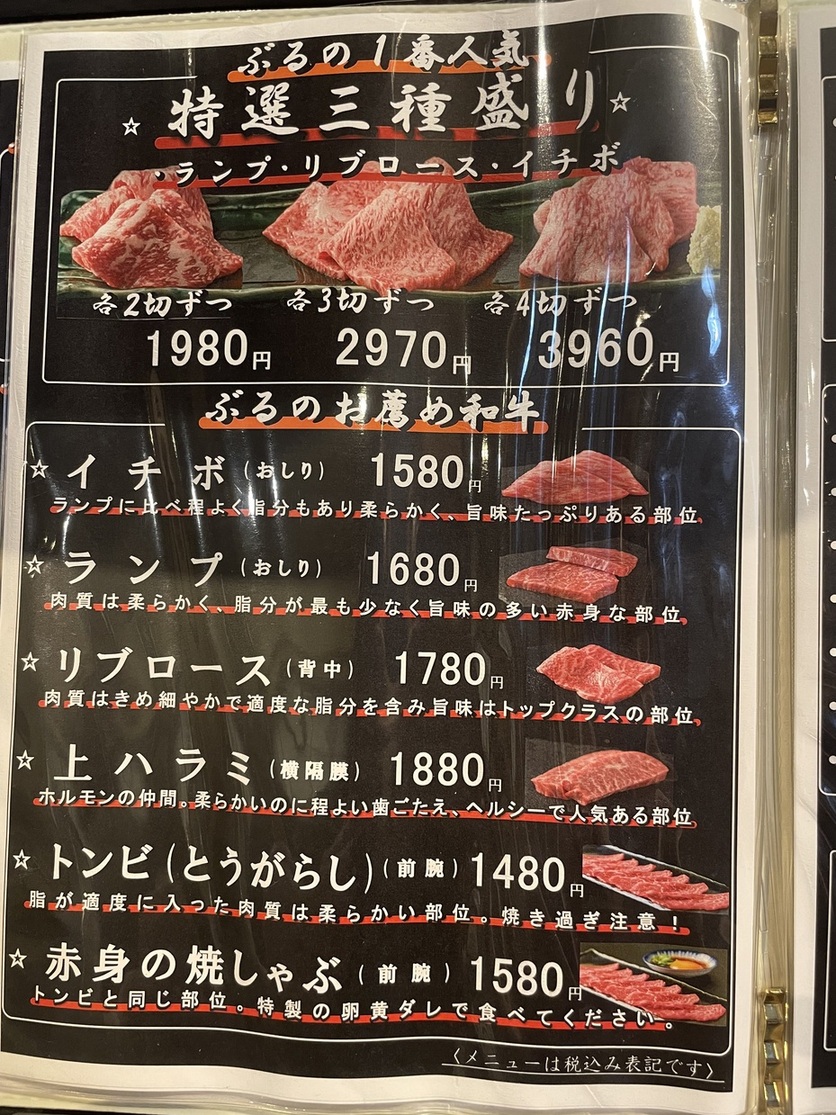 ぶるの1番人気
☆特選三種盛り☆
・ランプ・リブロース・イチボ
各2切ずつ 各3切ずつ 各4切ずつ
1980円 2970円 3960円
ぶるのお薦め和牛
☆イチボ(おしり) 1580円
ランプに比べ程よく脂分もあり柔らかく、旨味たっぷりある部位、
☆ランプ(おしり) 1680円
肉質は柔らかく、脂分が最も少なく旨味の多い赤身な部位、
☆リブロース(背中) 1780円
肉質はきめ細やかで適度な脂分を含み旨味はトップクラスの部位、
☆上ハラミ(横隔膜) 1880円
ホルモンの仲間。柔らかいのに程よい歯ごたえ、ヘルシーで人気ある部位
☆トンビ(とうがらし)(前腕) 1480円
脂が適度に入った肉質は柔らかい部位。焼き過ぎ注意!
☆赤身の焼しゃぶ(前腕) 1580円
トンビと同じ部位。特製の卵黄ダレで食べてください。
〈メニューは税込み表記です〉